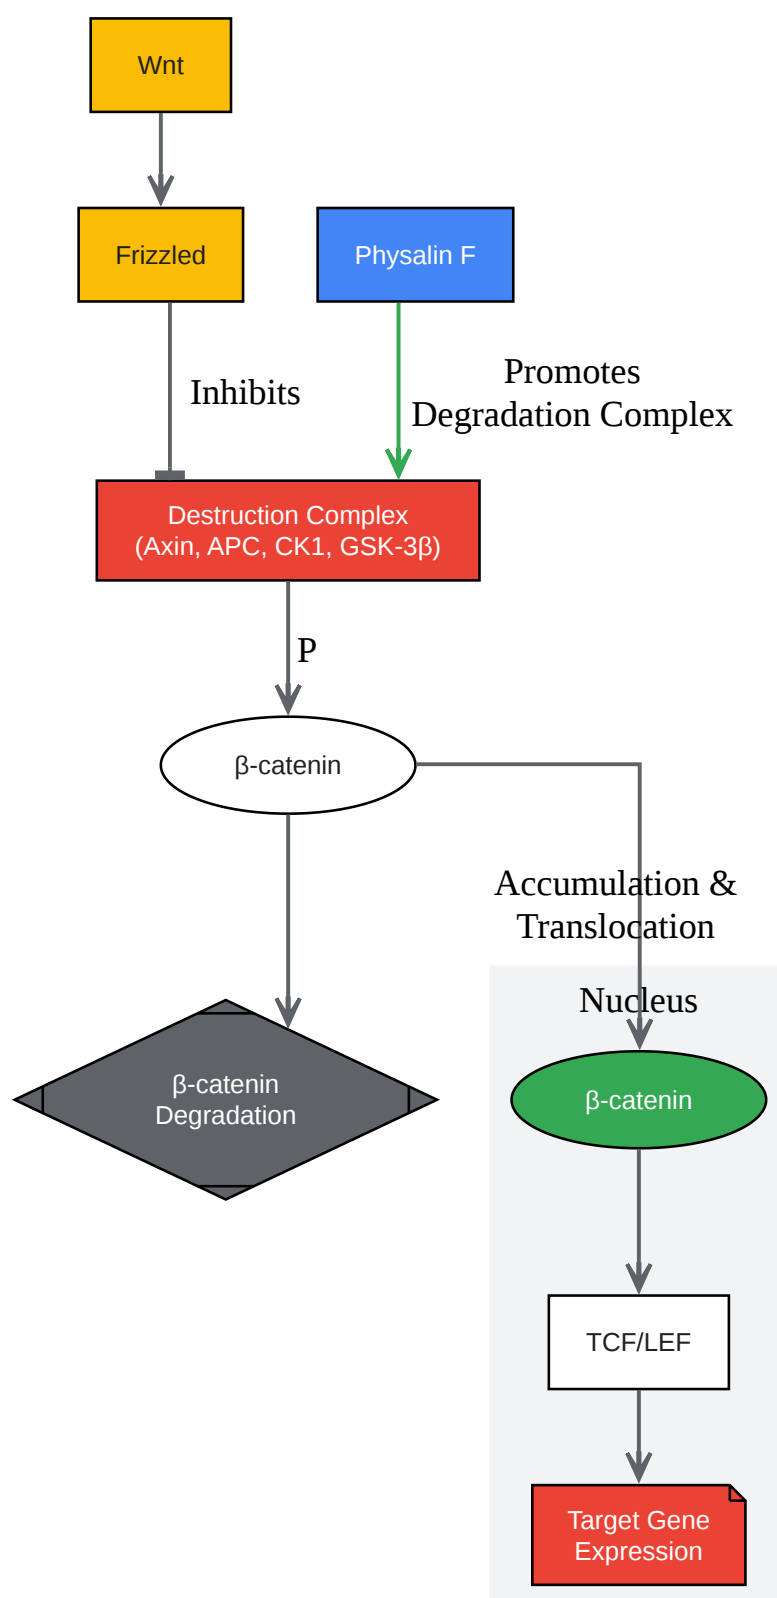 Wnt
Frizzled
Physalin F
Inhibits
Promotes
Degradation Complex
Destruction Complex
(Axin, APC, CK1, GSK-3β)
P
β-catenin
Accumulation &
Translocation
Nucleus
β-catenin
Degradation
β-catenin
TCF/LEF
Target Gene
Expression